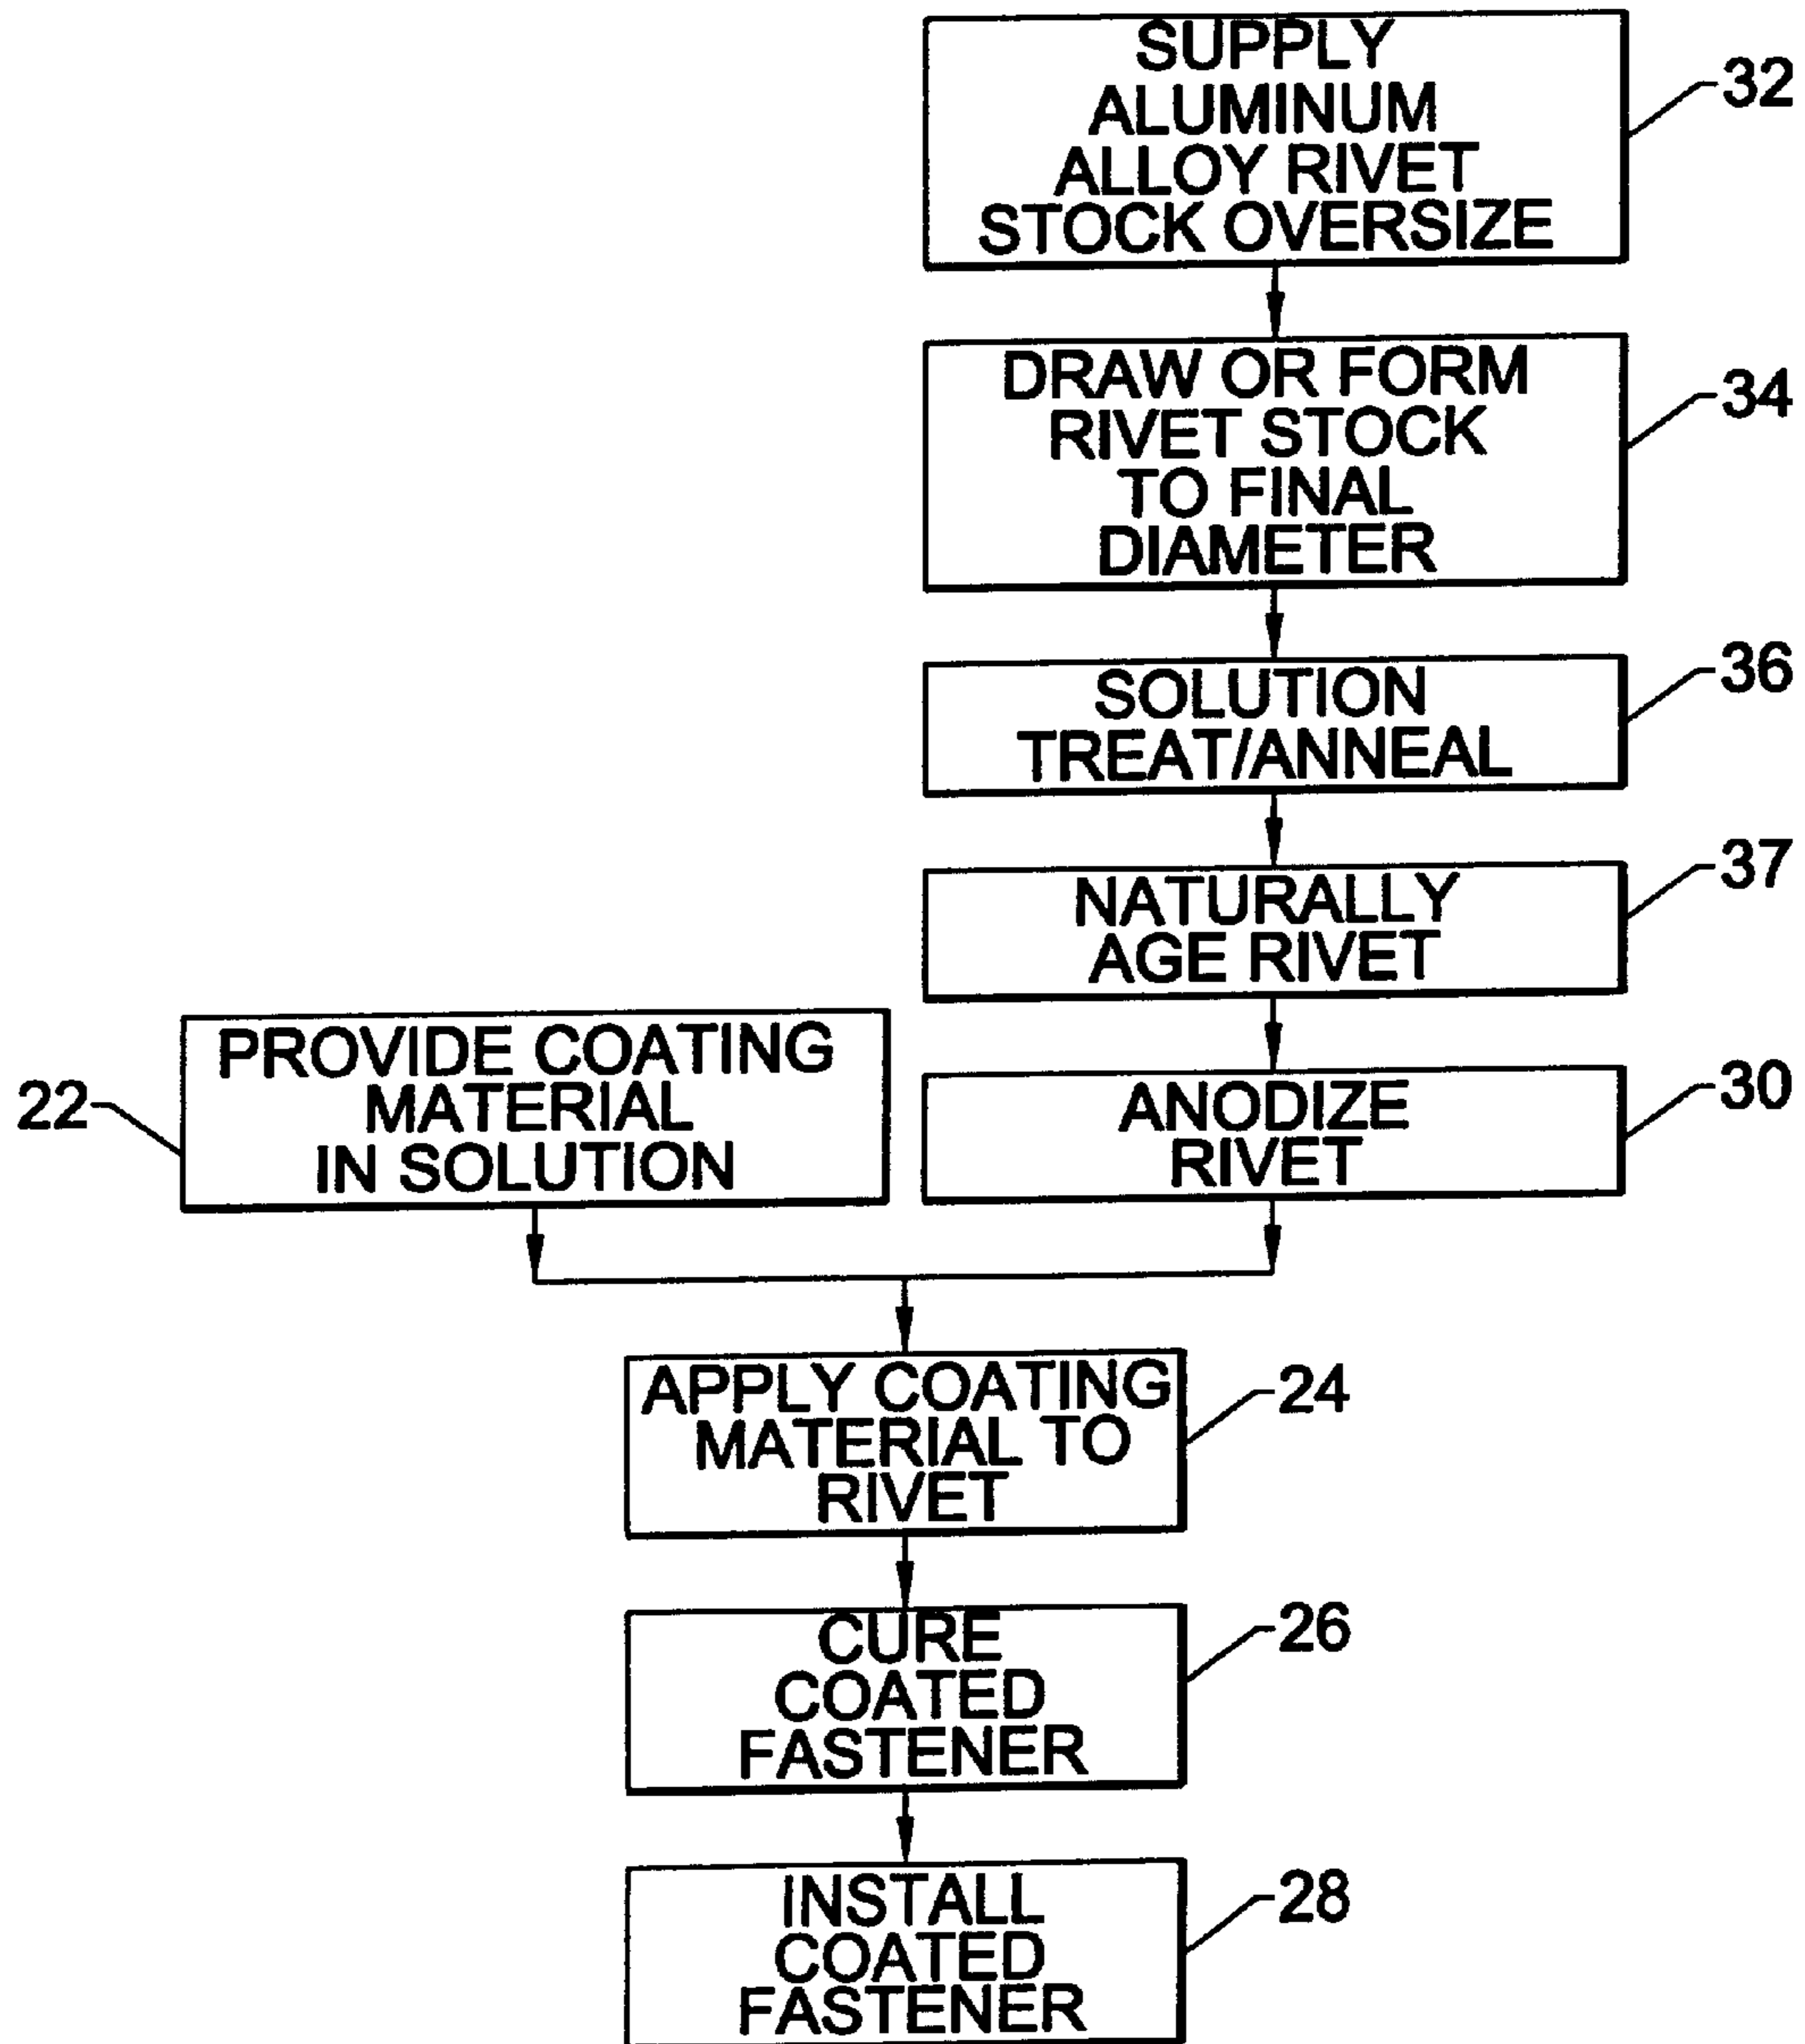 SUPPLY
ALUMINUM
ALLOY RIVET
STOCK OVERSIZE
32
DRAW OR FORM
RIVET STOCK
TO FINAL
DIAMETER
34
SOLUTION
TREAT/ANNEAL
36
NATURALLY
AGE RIVET
37
PROVIDE COATING
MATERIAL
IN SOLUTION
22
ANODIZE
RIVET
30
APPLY COATING
MATERIAL TO
RIVET
24
CURE
COATED
FASTENER
26
INSTALL
COATED
FASTENER
28